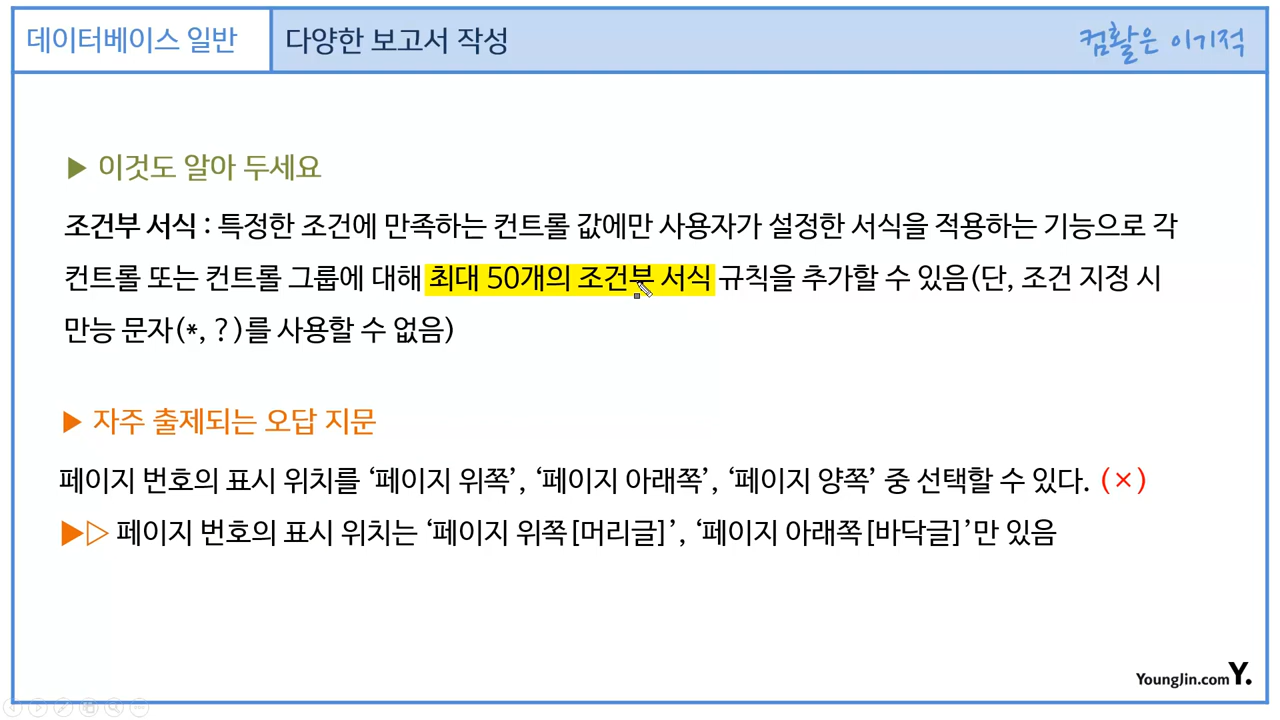 데이터베이스 일반
다양한 보고서 작성
컴활은 이기적
▶ 이것도 알아 두세요
조건부 서식 : 특정한 조건에 만족하는 컨트롤 값에만 사용자가 설정한 서식을 적용하는 기능으로 각
컨트롤 또는 컨트롤 그룹에 대해 최대 50개의 조건부 서식 규칙을 추가할 수 있음(단, 조건 지정 시
만능 문자(*, ?)를 사용할 수 없음)
▶ 자주 출제되는 오답 지문
페이지 번호의 표시 위치를 ‘페이지 위쪽’, ‘페이지 아래쪽’, ‘페이지 양쪽’ 중 선택할 수 있다. (×)
▶▷ 페이지 번호의 표시 위치는 ‘페이지 위쪽[머리글]’, ‘페이지 아래쪽[바닥글]’만 있음
YoungJin.com Y.